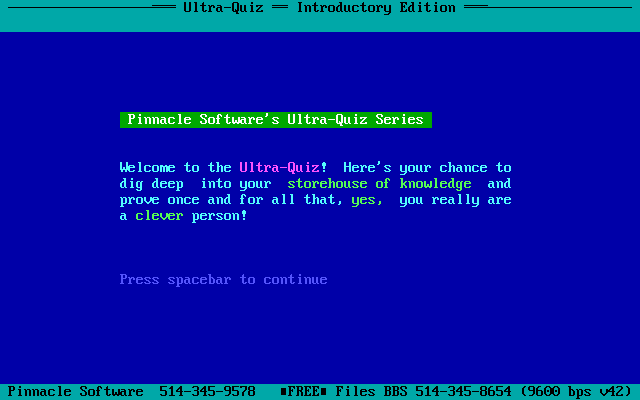 Ultra-Quiz == Introductory Edition
Pinnacle Software's Ultra-Quiz Series
Welcome to the Ultra-Quiz!  Here's your chance to
dig deep  into your  storehouse of knowledge  and
prove once and for all that, yes,  you really are
a clever person!
Press spacebar to continue
Pinnacle Software  514-345-9578   ∎FREE∎ Files BBS 514-345-8654 (9600 bps v42)